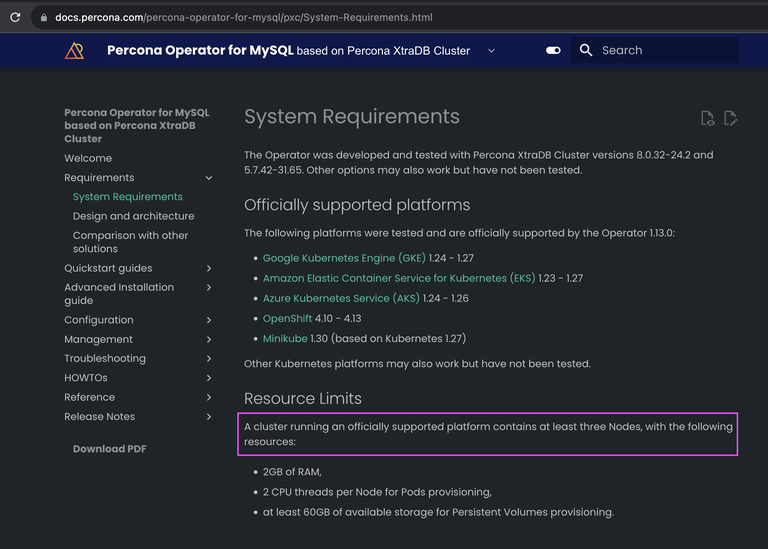 docs.percona.com/percona-operator-for-mysql/pxc/System-Requirements.html
Percona Operator for MySQL based on Percona XtraDB Cluster
Search
Percona Operator for MySQL
based on Percona XtraDB
Cluster
Welcome
Requirements
System Requirements
Design and architecture
Comparison with other
solutions
Quickstart guides
Advanced Installation
guide
Configuration
Management
Troubleshooting
HOWTOs
Reference
Release Notes
Download PDF
System Requirements
The Operator was developed and tested with Percona XtraDB Cluster versions 8.0.32-24.2 and
5.7.42-31.65. Other options may also work but have not been tested.
Officially supported platforms
The following platforms were tested and are officially supported by the Operator 1.13.0:
• Google Kubernetes Engine (GKE) 1.24 - 1.27
• Amazon Elastic Container Service for Kubernetes (EKS) 1.23 - 1.27
• Azure Kubernetes Service (AKS) 1.24 - 1.26
• OpenShift 4.10 - 4.13
• Minikube 1.30 (based on Kubernetes 1.27)
Other Kubernetes platforms may also work but have not been tested.
Resource Limits
A cluster running an officially supported platform contains at least three Nodes, with the following
resources:
• 2GB of RAM,
• 2 CPU threads per Node for Pods provisioning,
• at least 60GB of available storage for Persistent Volumes provisioning.